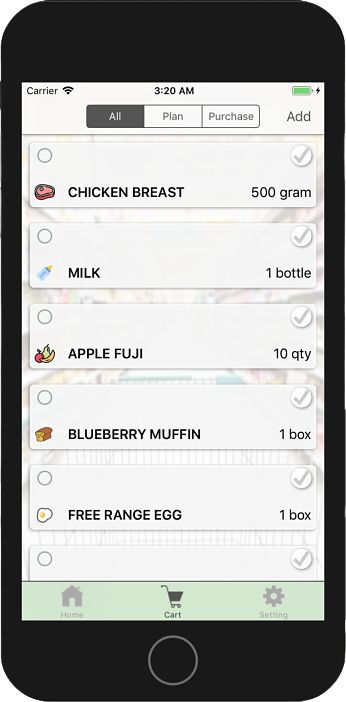 Carrier 3:20 AM
All Plan Purchase Add
CHICKEN BREAST 500 gram
MILK 1 bottle
APPLE FUJI 10 qty
BLUEBERRY MUFFIN 1 box
FREE RANGE EGG 1 box
Home Cart Setting